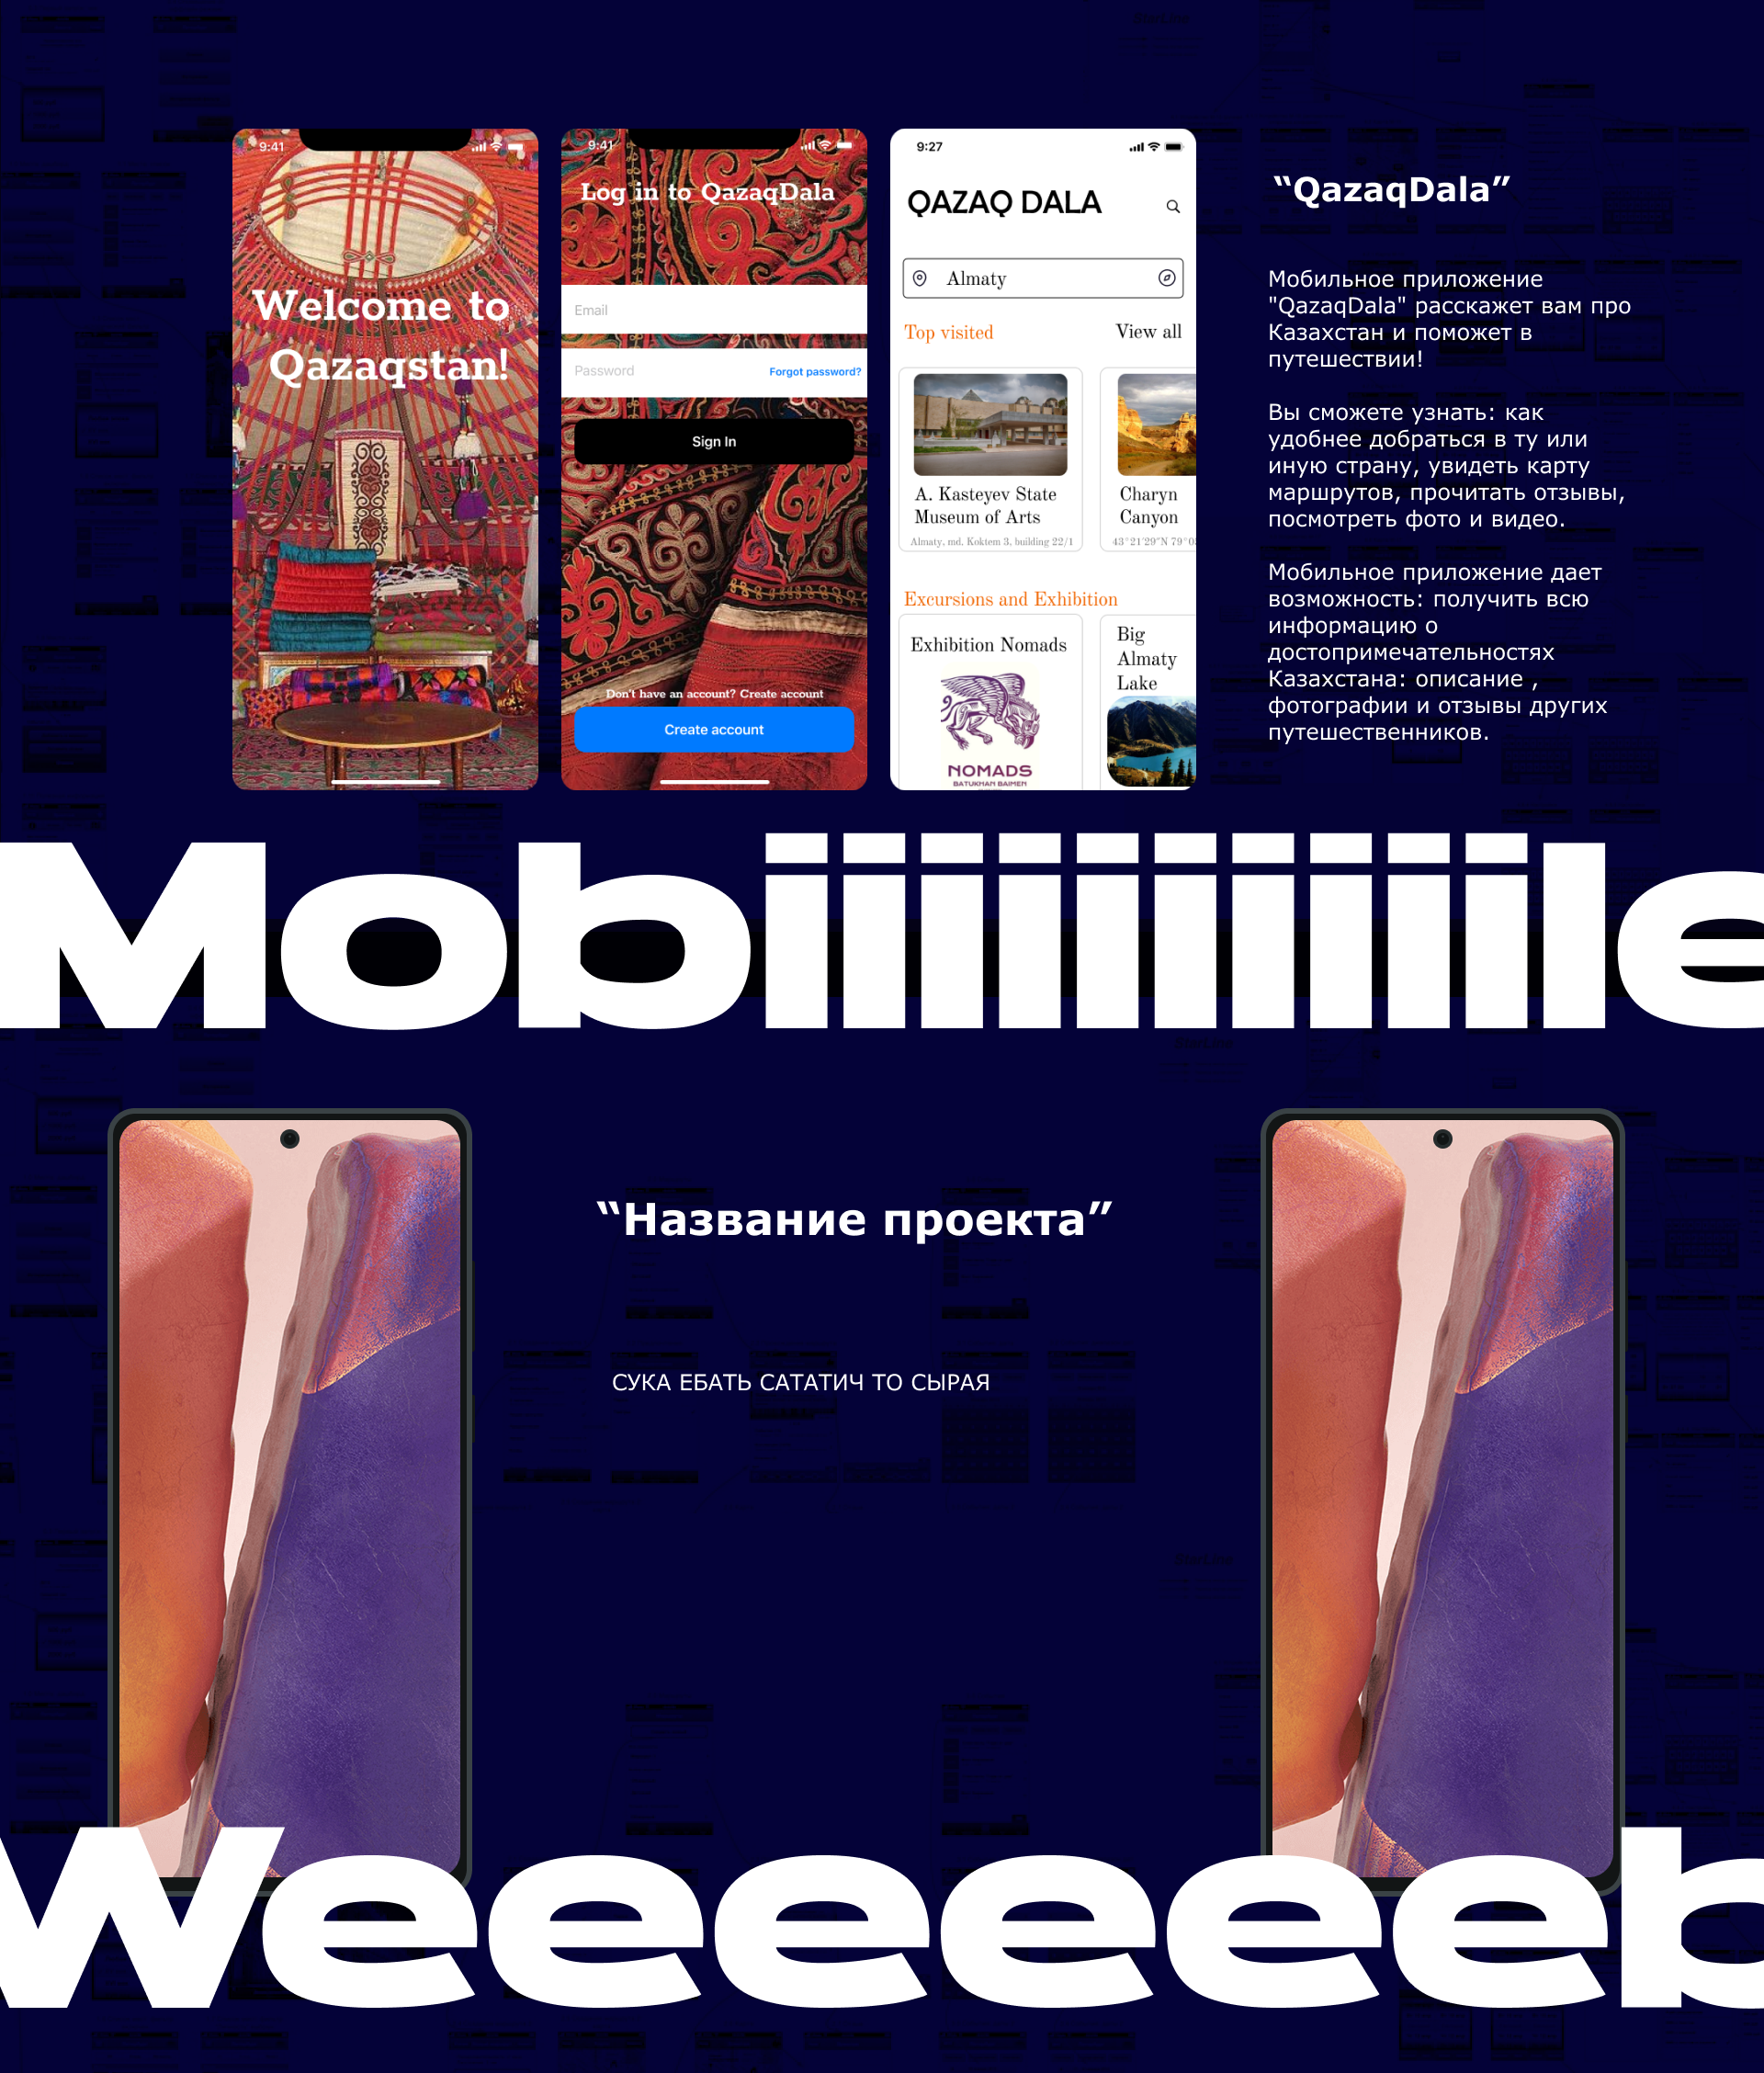 9:41
Welcome to
Qazaqstan!
9:41
Log in to QazaqDala
Email
Password
Forgot password?
Sign In
Don't have an account? Create account
Create account
9:27
QAZAQ DALA
Almaty
Top visited
View all
A. Kasteyev State
Museum of Arts
Almaty, md. Koktem 3, building 22/1
Charyn
Canyon
43°21'29"N 79°0
Excursions and Exhibition
Exhibition Nomads
NOMADS
BATUKHAN BAIMEN
Big
Almaty
Lake
“QazaqDala”
Мобильное приложение
"QazaqDala" расскажет вам про
Казахстан и поможет в
путешествии!
Вы сможете узнать: как
удобнее добраться в ту или
иную страну, увидеть карту
маршрутов, прочитать отзывы,
посмотреть фото и видео.
Мобильное приложение дает
возможность: получить всю
информацию о
достопримечательностях
Казахстана: описание ,
фотографии и отзывы других
путешественников.
Mobiiiiiiiiiile
“Название проекта”
СУКА ЕБАТЬ САТАТИЧ ТО СЫРАЯ
Weeeeeeb